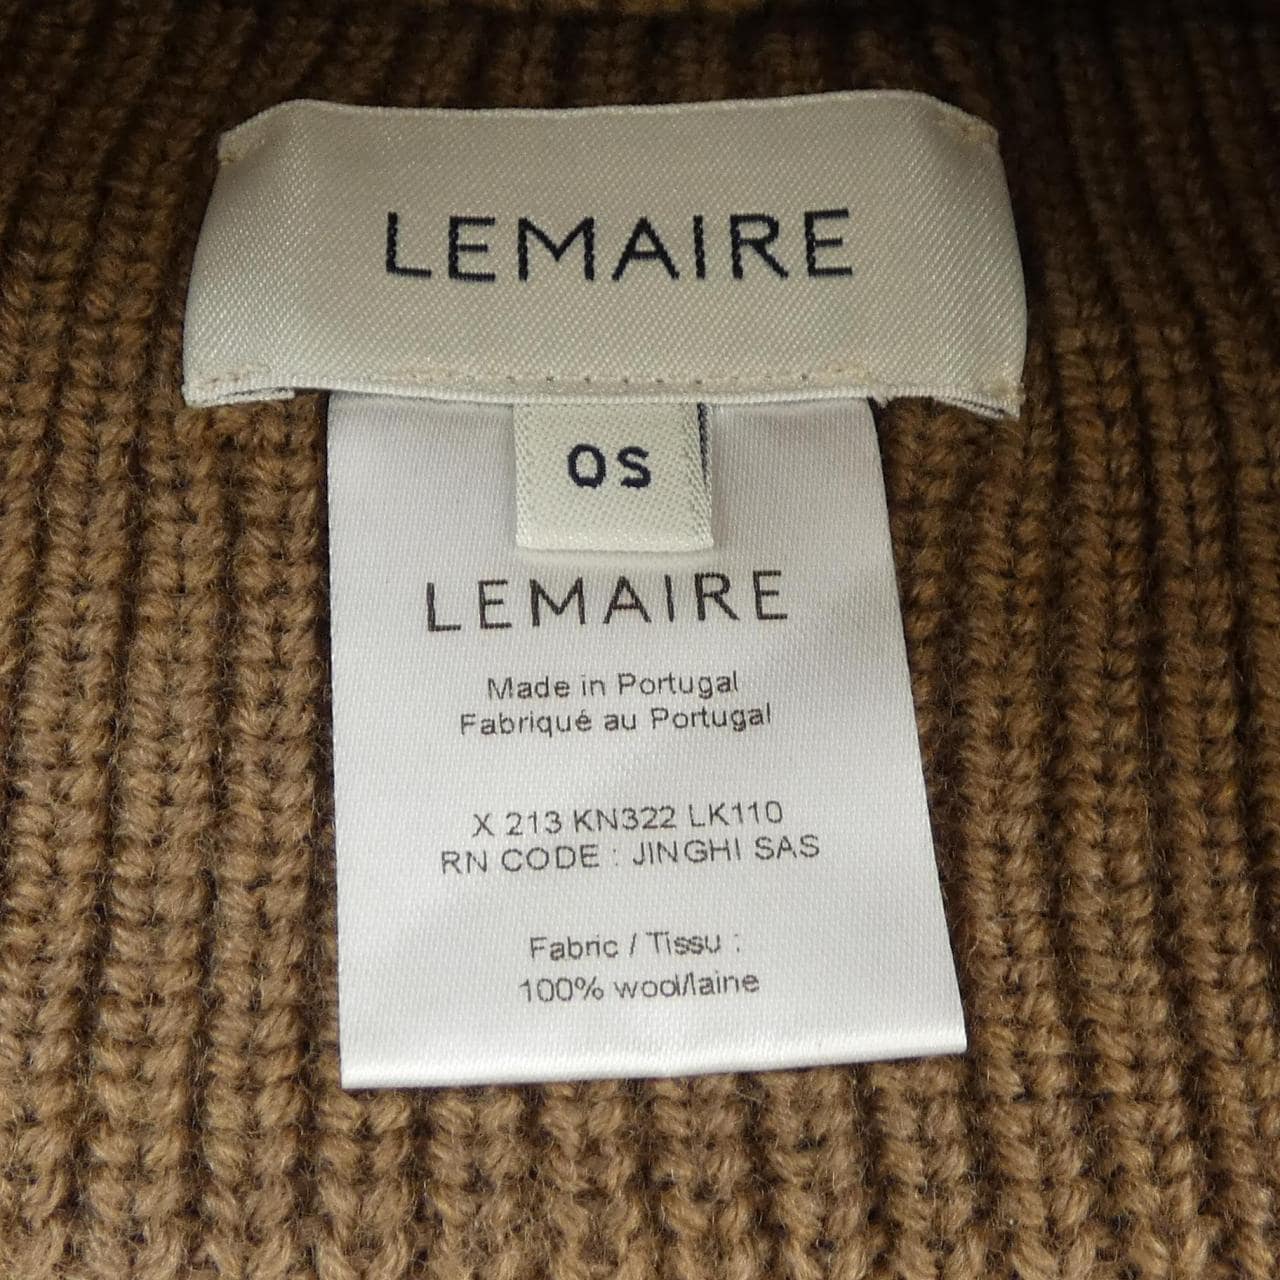 LEMAIRE
OS
LEMAIRE
Made in Portugal
Fabriqué au Portugal
X 213 KN322 LK110
RN CODE : JINGHI SAS
Fabric / Tissu :
100% wool/laine